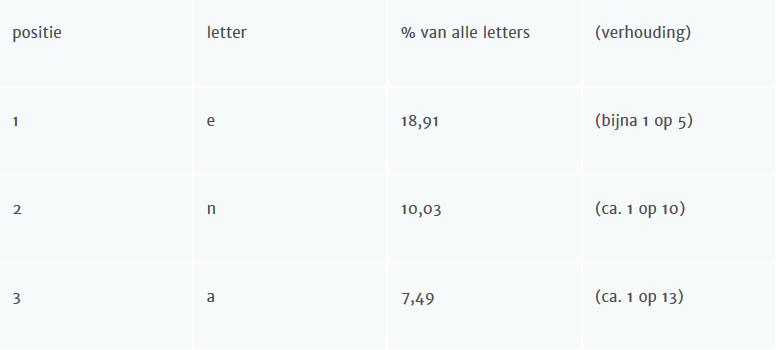 positie letter % van alle letters (verhouding)
1 e 18,91 (bijna 1 op 5)
2 n 10,03 (ca. 1 op 10)
3 a 7,49 (ca. 1 op 13)